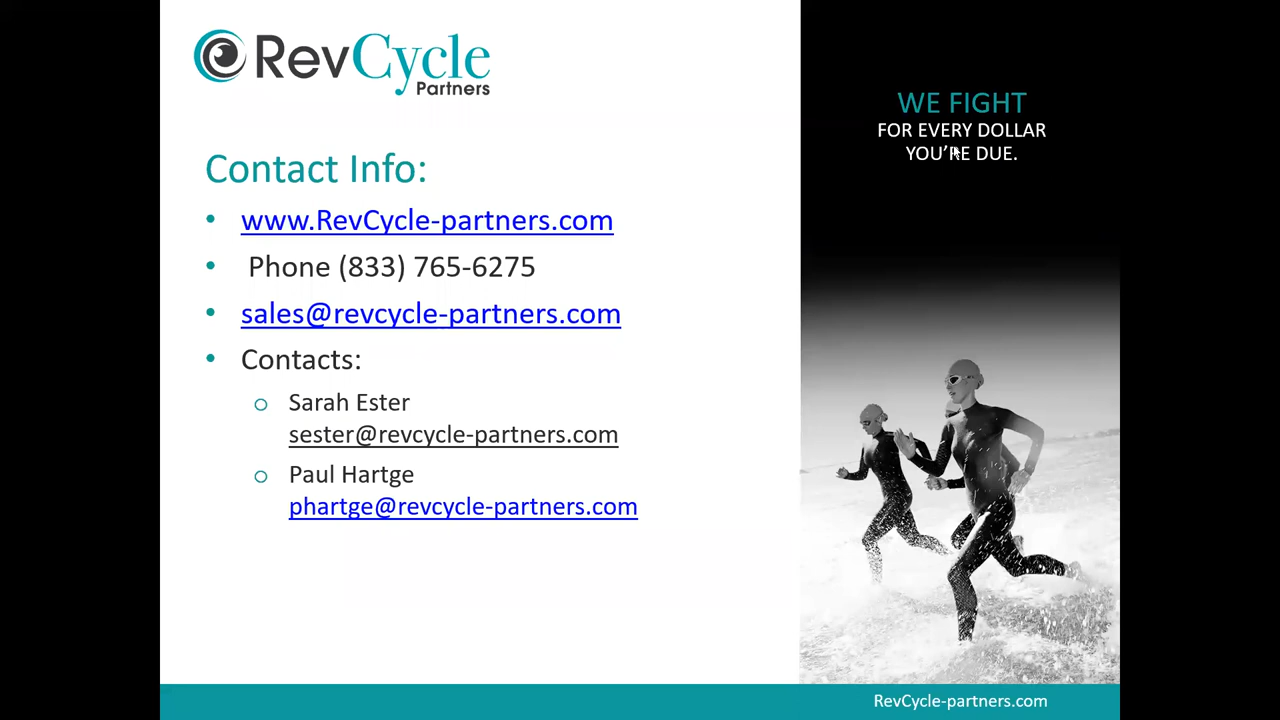 RevCycle
Partners
WE FIGHT
FOR EVERY DOLLAR
YOU'RE DUE.
Contact Info:
• www.RevCycle-partners.com
• Phone (833) 765-6275
• sales@revcycle-partners.com
• Contacts:
o Sarah Ester
sester@revcycle-partners.com
o Paul Hartge
phartge@revcycle-partners.com
RevCycle-partners.com